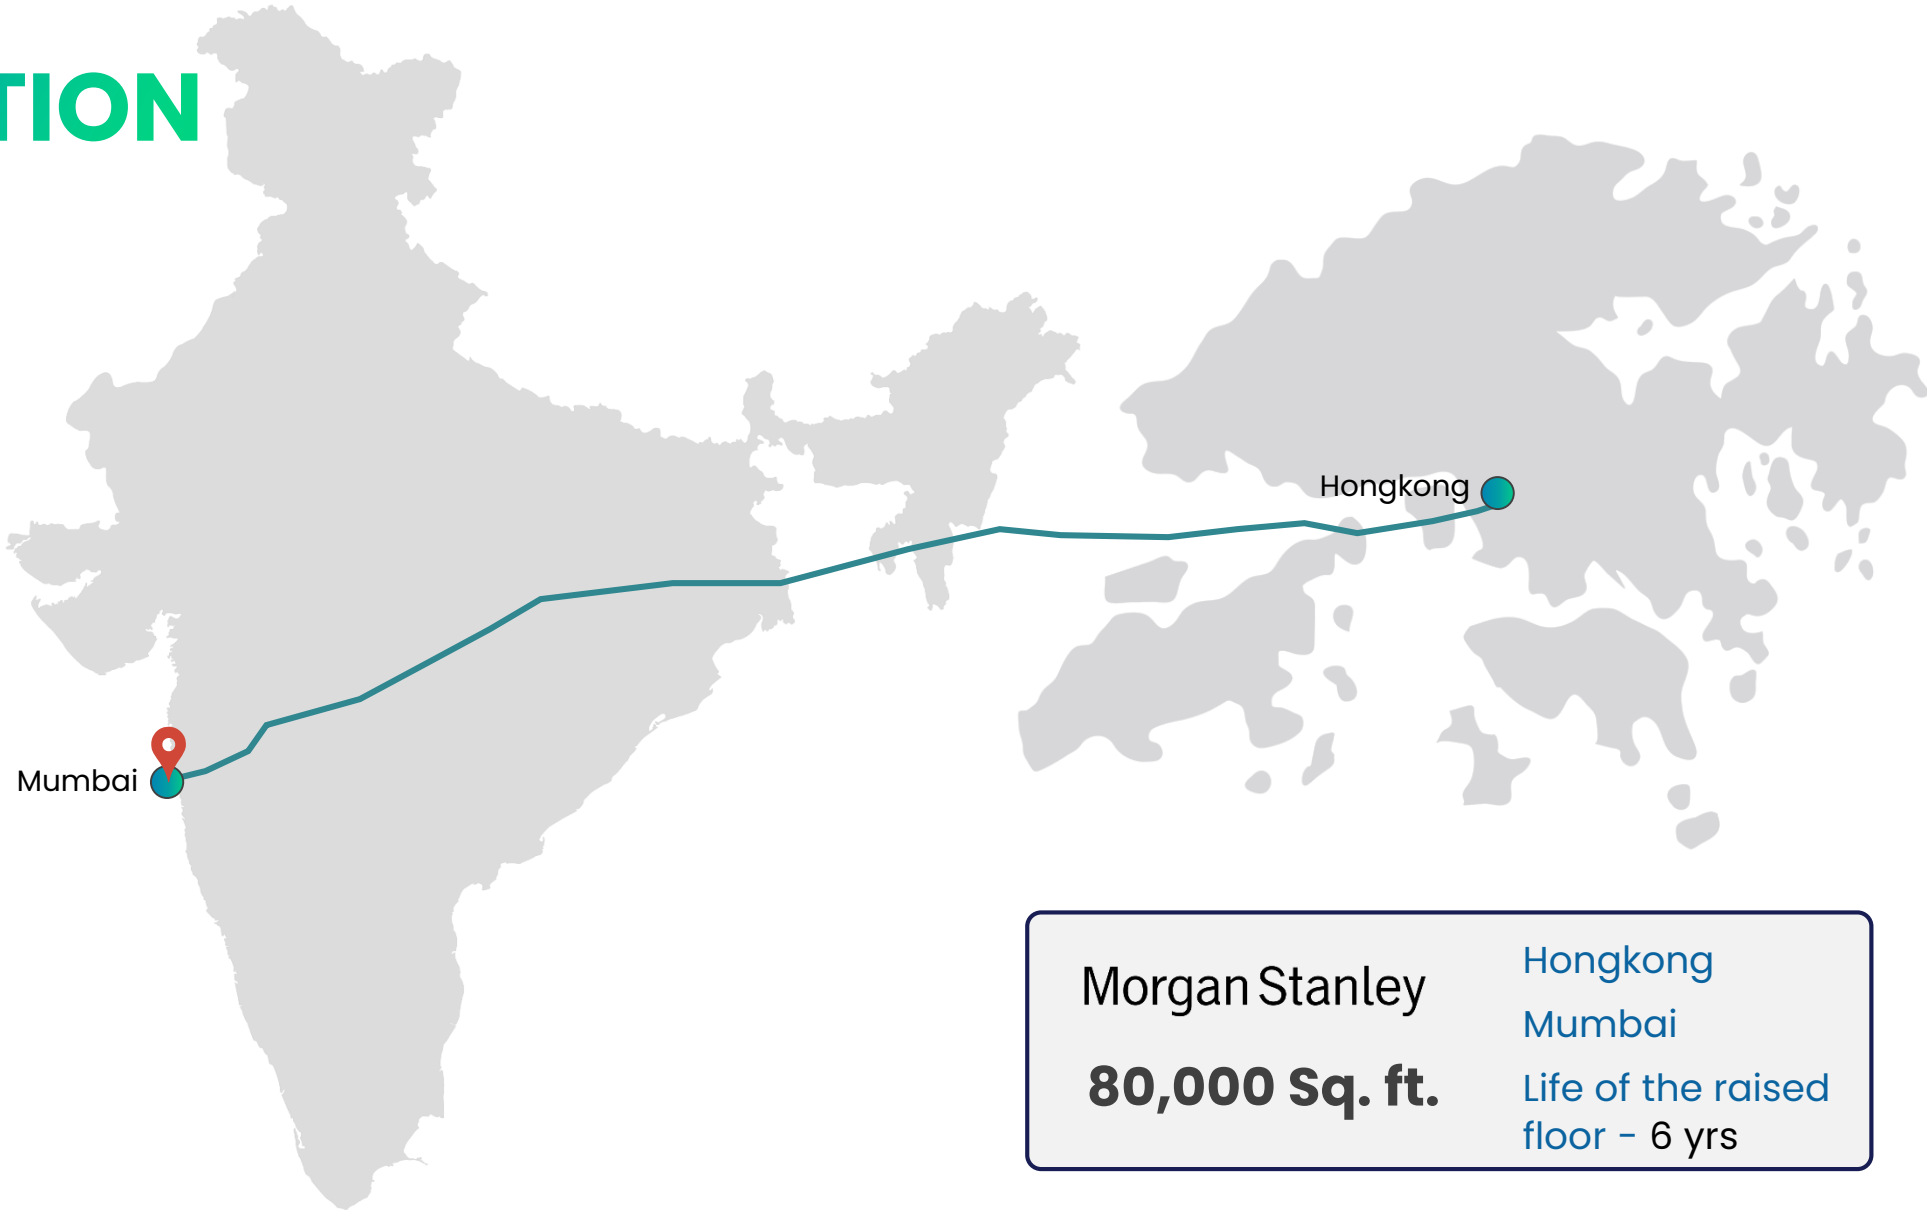 TION
Hongkong
Mumbai
Morgan Stanley
80,000 Sq. ft.
Hongkong
Mumbai
Life of the raised
floor - 6 yrs